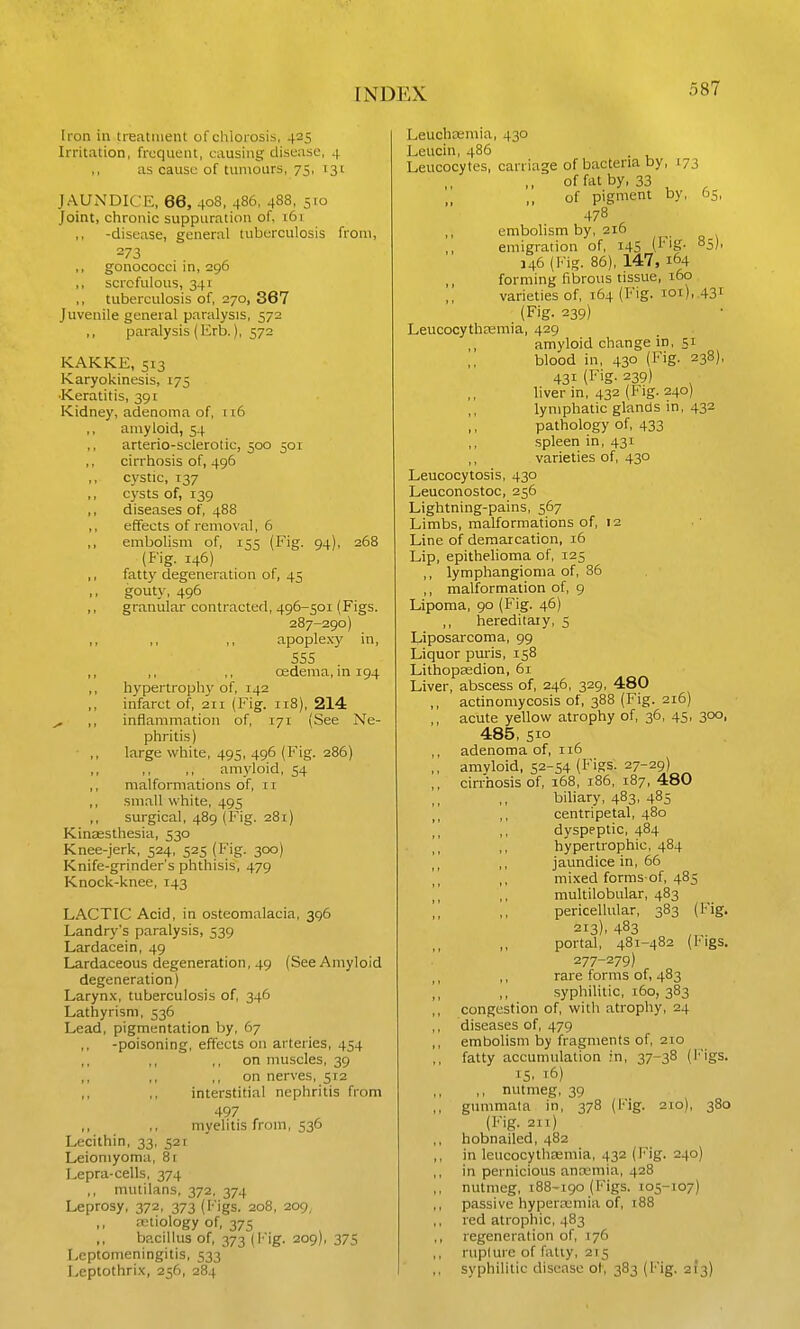 INDEX
587
Iron in treatment of chlorosis, 425
Irritation, frequent, causing disease, 4
,, as cause of tumours, 75, 131
JAUNDICE, 66, 408, 486, 488, 510
Joint, chronic suppuration of, 161
,, -disease, general tuberculosis from,
273
,, gonococci in, 296
,, scrofulous, 341
,, tuberculosis of, 270, 367
Juvenile general paralysis, 572
,, paralysis (Erb.), 572
KAKKE, 513
Karyokinesis, 175
Keratitis, 391
Kidney, adenoma of, 116
,, amyloid, 54
,, arterio-sclerotic, 500 501
,, cirrhosis of, 496
,, cystic, 137
,, cysts of, 139
,, diseases of, 488
,, effects of removal, 6
,, embolism of, 155 (Fig. 94), 268
(Fig. 146)
,, fatty degeneration of, 45
,, gouty, 496
,, granular contracted, 496-501 (Figs.
287-290)
,, ,, ,, apoplexy in,
555
,, ,, ,, œdema, in 194
,, hypertrophy of, 142
,, infarct of, 211 (Fig. 118), 214
,, inflammation of, 171 (See Ne-
phritis)
,, large white, 495, 496 (Fig. 286)
,, ,, ,, amyloid, 54
,, malformations of, 11
,, small white, 495
,, surgical, 489 (Fig. 281)
Kinæsthesia, 530
Knee-jerk, 524, 525 (Fig. 300)
Knife-grinder's phthisis, 479
Knock-knee, 143
LACTIC Acid, in osteomalacia, 396
Landry's paralysis, 539
Lardacein, 49
Lardaceous degeneration, 49 (See Amyloid
degeneration)
Larynx, tuberculosis of, 346
Lathyrism, 536
Lead, pigmentation by, 67
,, -poisoning, effects on arteries, 454
,, ,, ,, on muscles, 39
,, ,, ,, on nerves, 512
,, ,, interstitial nephritis from
497
,, ,, myelitis from, 536
Lecithin, 33, 521
Leiomyoma, 81
Lepra-cells, 374
,, mutilans, 372, 374
Leprosy, 372, 373 (Figs. 208, 209,
,, ætiology of, 375
,, bacillus of, 373 (Fig. 209), 375
Leptomeningitis, 533
Leptothrix, 256, 284
Leuchæmia, 430
Leucin, 486
Leucocytes, carriage of bacteria by, 173
,, ,, of fat by, 33
,, ,, of pigment by, 65,
478
,, embolism by, 216
,, emigration of, 145 (Fig. 85),
146 (Fig. 86), 147, 164
,, forming fibrous tissue, 160
,, varieties of, 164 (Fig. 101), 431
(Fig. 239)
Leucocythæmia, 429
,, amyloid change in, 51
,, blood in, 430 (Fig. 238),
431 (Fig. 239)
,, liver in, 432 (Fig. 240)
,, lymphatic glands in, 432
,, pathology of, 433
,, spleen in, 431
,, varieties of, 430
Leucocytosis, 430
Leuconostoc, 256
Lightning-pains, 567
Limbs, malformations of, 12
Line of demarcation, 16
Lip, epithelioma of, 125
,, lymphangioma of, 86
,, malformation of, 9
Lipoma, 90 (Fig. 46)
,, hereditary, 5
Liposarcoma, 99
Liquor puris, 158
Lithopædion, 61
Liver, abscess of, 246, 329, 480
,, actinomycosis of, 388 (Fig. 216)
,, acute yellow atrophy of, 36, 45, 300,
485, 510
,, adenoma of, 116
,, amyloid, 52-54 (Figs. 27-29)
,, cirrhosis of, 168, 186, 187, 480
,, ,, biliary, 483, 485
,, ,, centripetal, 480
,, ,, dyspeptic, 484
,, ,, hypertrophic, 484
,, ,, jaundice in, 66
,, ,, mixed forms of, 485
,, ,, multilobular, 483
,, ,, pericellular, 383 (Fig.
213), 483
,, ,, portal, 481-482 (Figs.
277-279)
,, ,, rare forms of, 483
,, ,, syphilitic, 160, 383
,, congestion of, with atrophy, 24
,, diseases of, 479
,, embolism by fragments of, 210
,, fatty accumulation in, 37-38 (Figs.
15, 16)
,, ,, nutmeg, 39
,, gummata in, 378 (Fig. 210), 380
(Fig. 211)
,, hobnailed, 482
,, in leucocythæmia, 432 (Fig. 240)
,, in pernicious anæmia, 428
,, nutmeg, 188-190 (Figs. 105-107)
,, passive hyperæmia of, 188
,, red atrophic, 483
,, regeneration of, 176
,, rupture of fatty, 215
,, syphilitic disease of, 383 (Fig. 213)